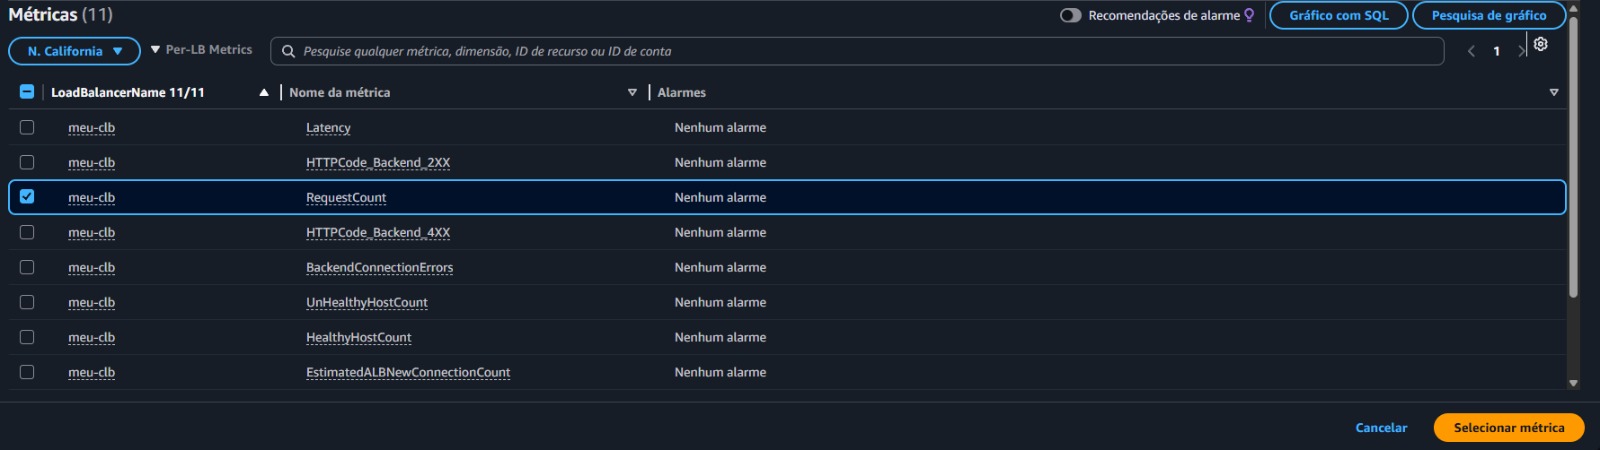 Métricas (11)
Recomendações de alarme
Gráfico com SQL
Pesquisa de gráfico
N. California
Per-LB Metrics
Pesquise qualquer métrica, dimensão, ID de recurso ou ID de conta
1
LoadBalancerName 11/11 Nome da métrica Alarmes
meu-clb Latency Nenhum alarme
meu-clb HTTPCode_Backend_2XX Nenhum alarme
meu-clb RequestCount Nenhum alarme
meu-clb HTTPCode_Backend_4XX Nenhum alarme
meu-clb BackendConnectionErrors Nenhum alarme
meu-clb UnHealthyHostCount Nenhum alarme
meu-clb HealthyHostCount Nenhum alarme
meu-clb EstimatedALBNewConnectionCount Nenhum alarme
Cancelar Selecionar métrica